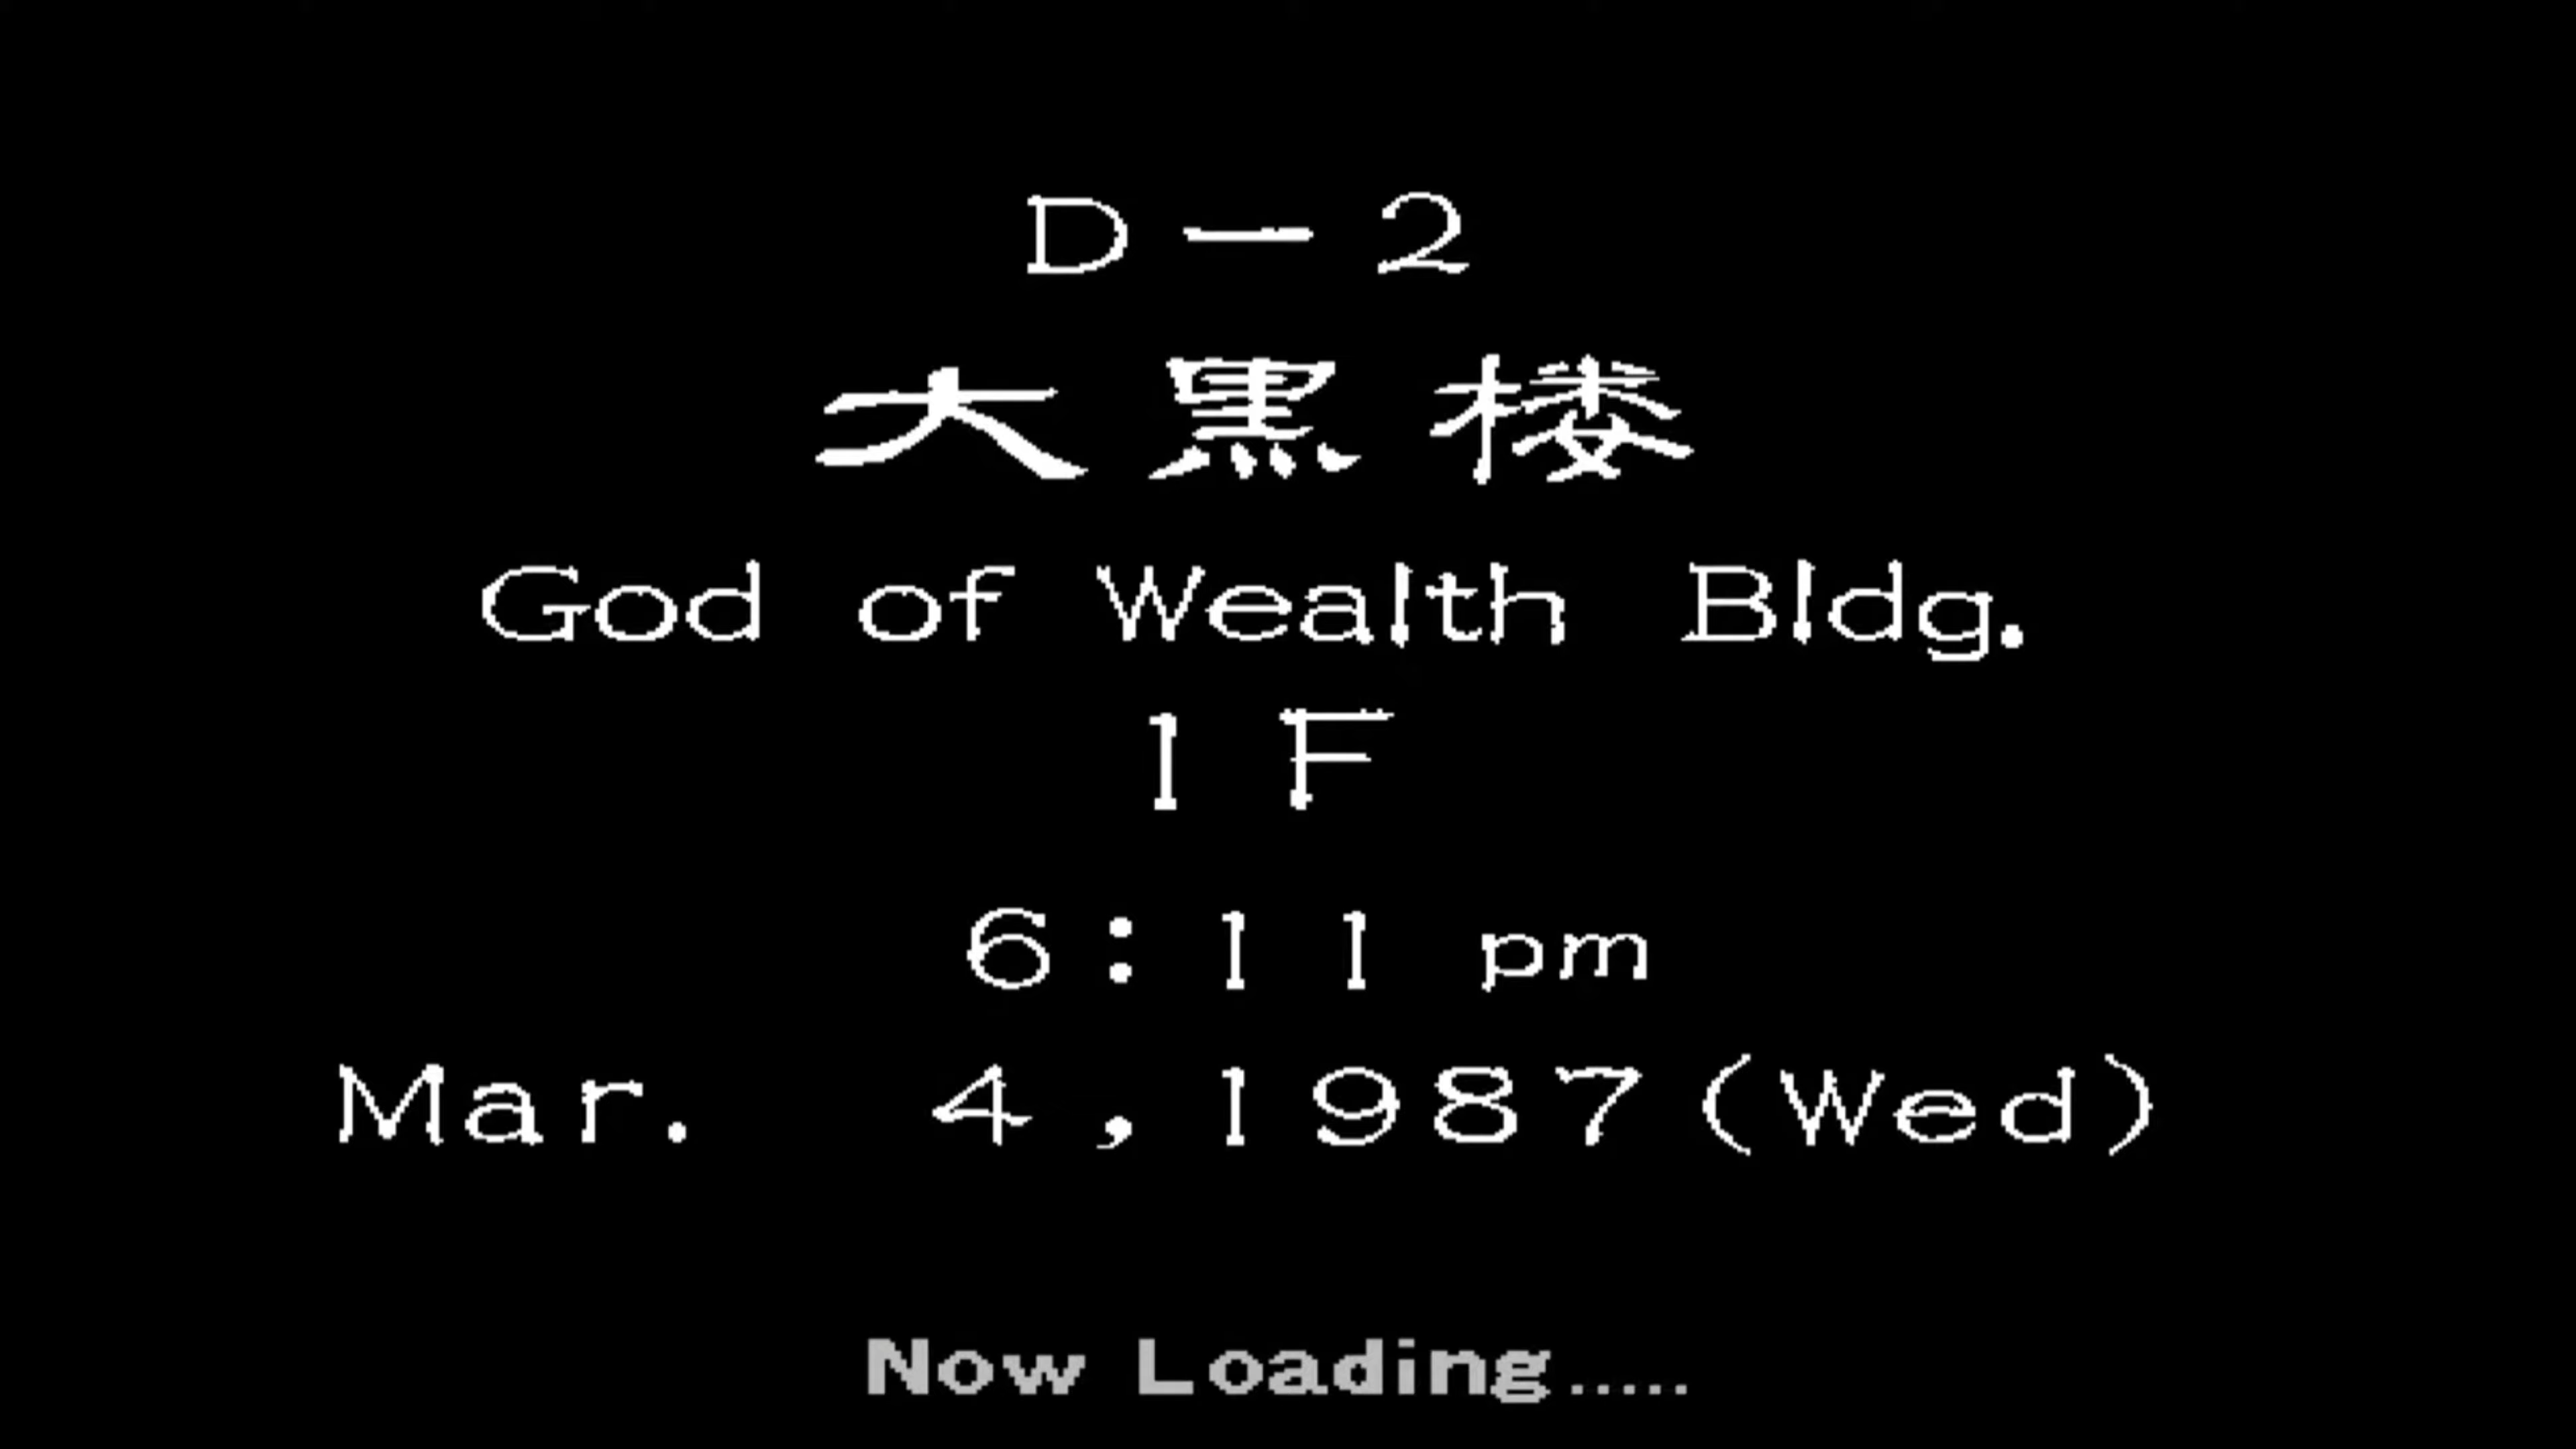 D-2
大黒楼
God of Wealth Bldg.
1F
6:11 pm
Mar. 4,1987(Wed)
Now Loading.....